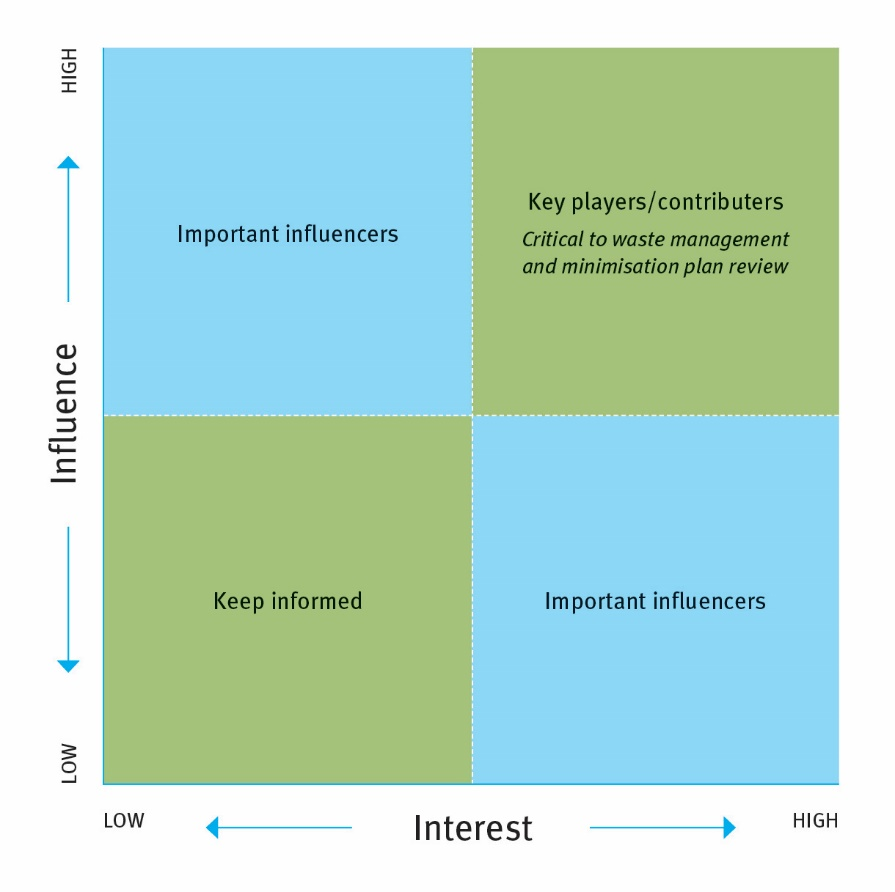 HIGH
Important influencers
Key players/contributers
Critical to waste management
and minimisation plan review
Influence
Keep informed
Important influencers
LOW
LOW
Interest
HIGH